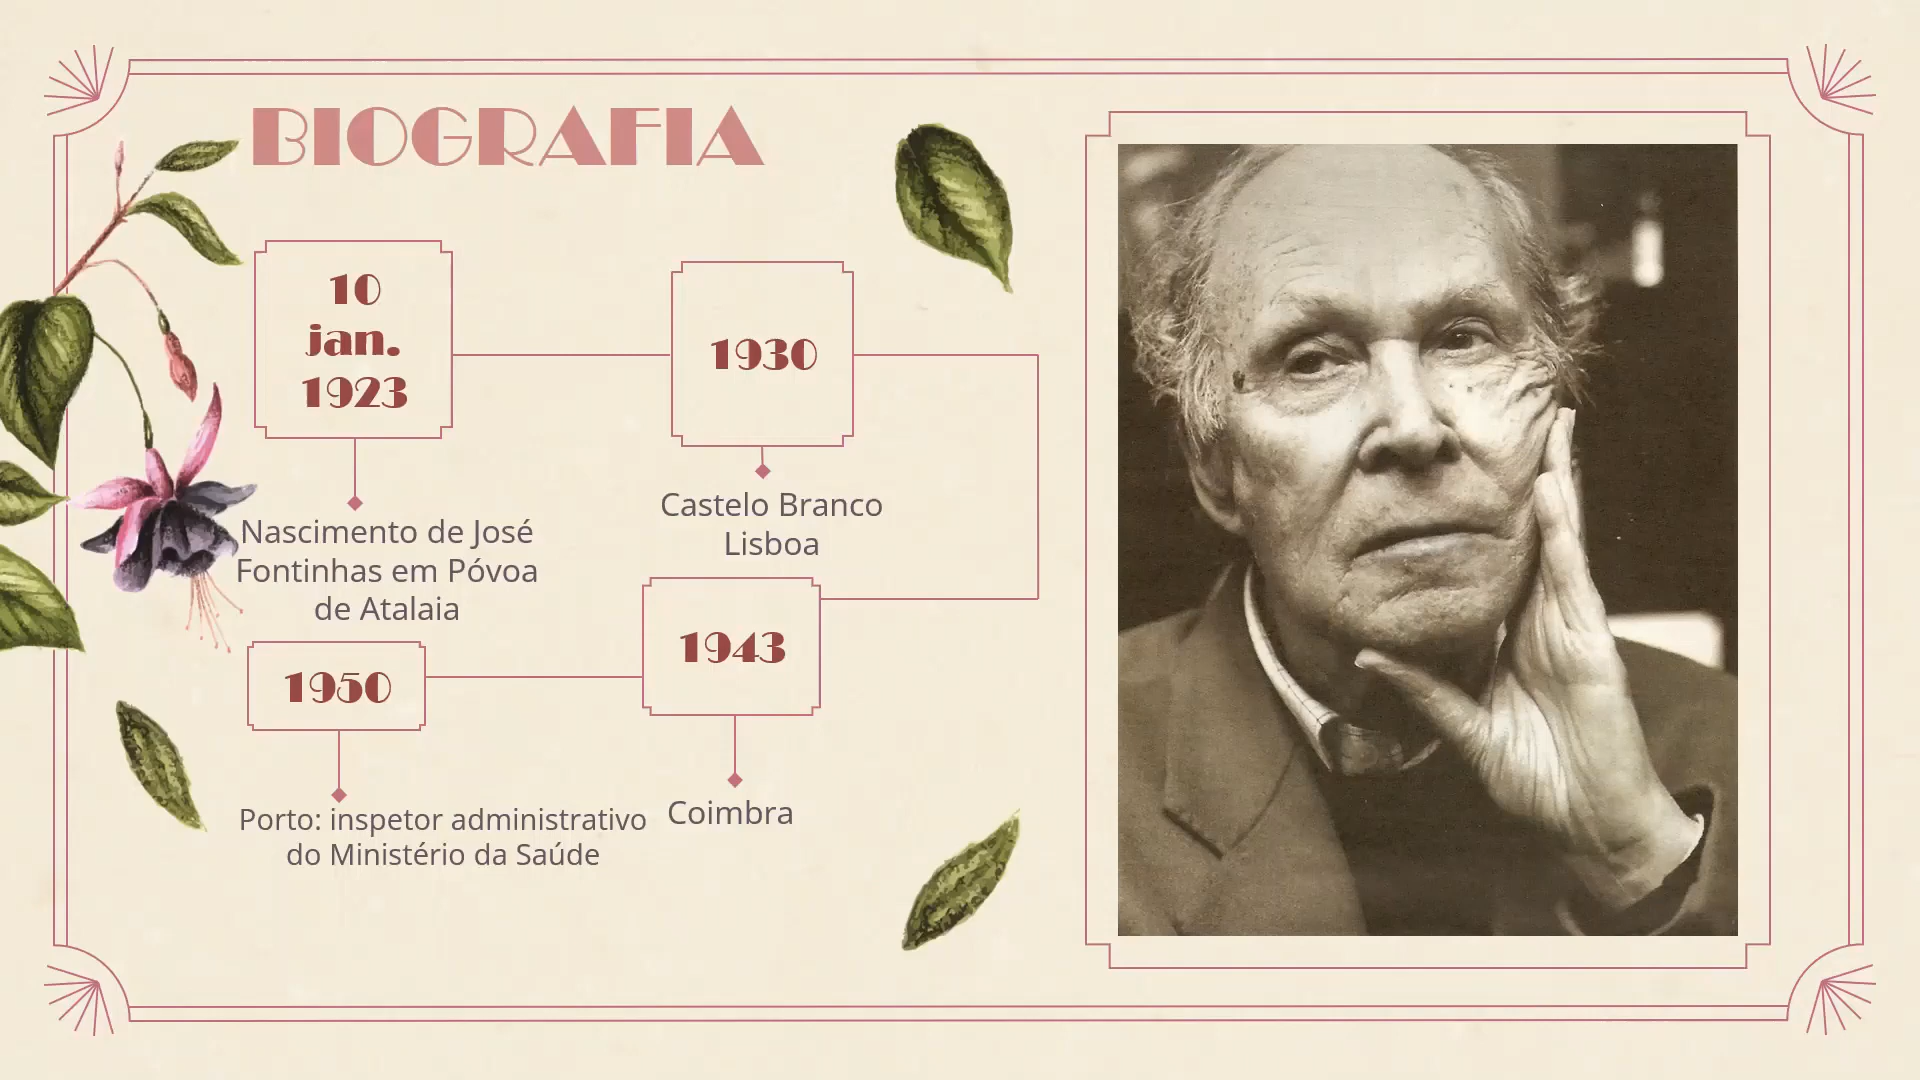 BIOGRAFIA
10
jan.
1923
Nascimento de José
Fontinhas em Póvoa
de Atalaia
1930
Castelo Branco
Lisboa
1943
Coimbra
1950
Porto: inspetor administrativo
do Ministério da Saúde